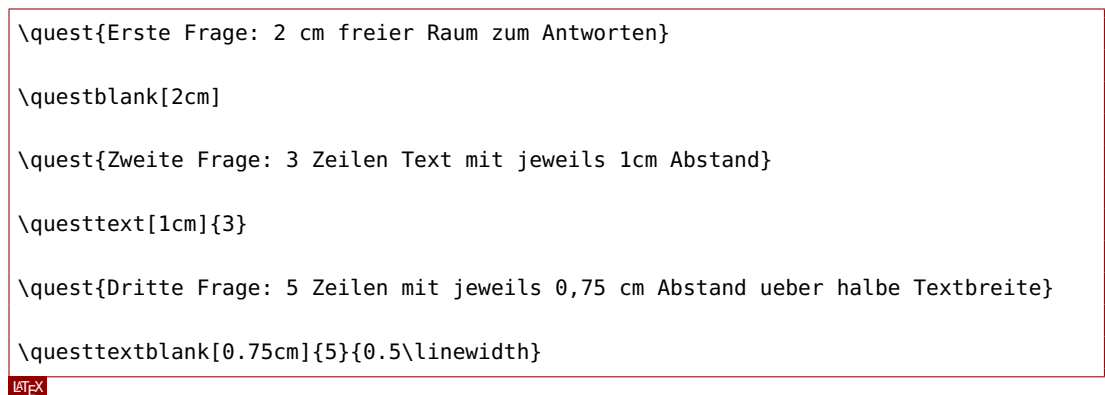 \quest{Erste Frage: 2 cm freier Raum zum Antworten}
\questblank[2cm]
\quest{Zweite Frage: 3 Zeilen Text mit jeweils 1cm Abstand}
\questtext[1cm]{3}
\quest{Dritte Frage: 5 Zeilen mit jeweils 0,75 cm Abstand ueber halbe Textbreite}
\questtextblank[0.75cm]{5}{0.5\linewidth}
LATEX